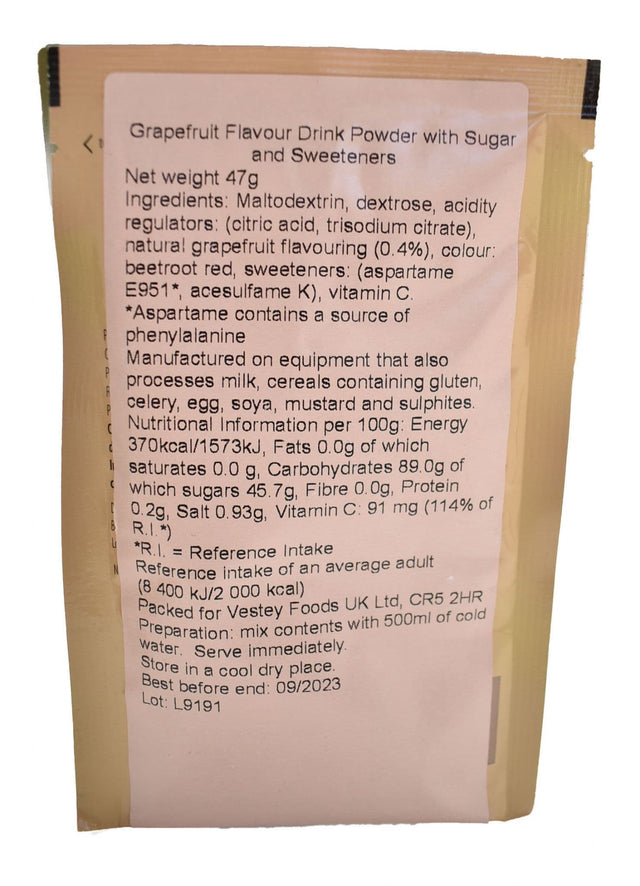 Grapefruit Flavour Drink Powder with Sugar
and Sweeteners
Net weight 47g
Ingredients: Maltodextrin, dextrose, acidity
regulators: (citric acid, trisodium citrate),
natural grapefruit flavouring (0.4%), colour:
beetroot red, sweeteners: (aspartame
E951*, acesulfame K), vitamin C.
*Aspartame contains a source of
phenylalanine
Manufactured on equipment that also
processes milk, cereals containing gluten,
celery, egg, soya, mustard and sulphites.
Nutritional Information per 100g: Energy
370kcal/1573kJ, Fats 0.0g of which
saturates 0.0 g, Carbohydrates 89.0g of
which sugars 45.7g, Fibre 0.0g, Protein
0.2g, Salt 0.93g, Vitamin C: 91 mg (114% of
R.I.*)
*R.I. = Reference Intake
Reference intake of an average adult
(8 400 kJ/2 000 kcal)
Packed for Vestey Foods UK Ltd, CR5 2HR
Preparation: mix contents with 500ml of cold
water. Serve immediately.
Store in a cool dry place.
Best before end: 09/2023
Lot: L9191